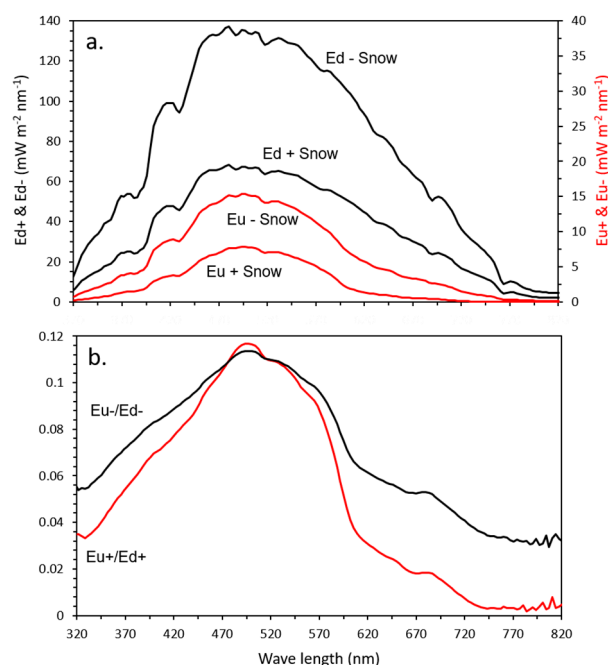 a.
Ed+ & Ed- (mW m⁻² nm⁻¹)
140
120
100
80
60
40
20
0
Ed - Snow
Ed + Snow
Eu - Snow
Eu + Snow
40
35
30
25
20
15
10
5
0
Eu+ & Eu- (mW m⁻² nm⁻¹)
b.
0.12
0.1
0.08
0.06
0.04
0.02
0
Eu-/Ed-
Eu+/Ed+
320 370 420 470 520 570 620 670 720 770 820
Wave length (nm)